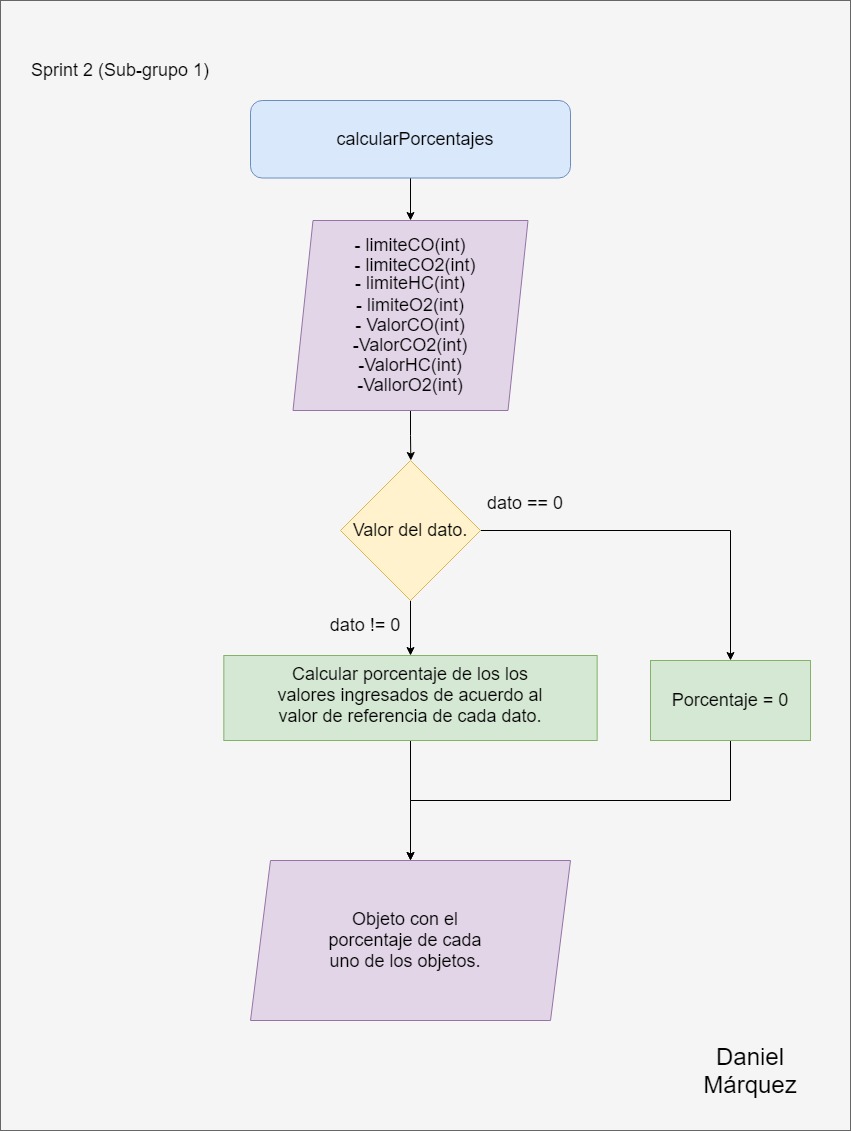 Sprint 2 (Sub-grupo 1)
calcularPorcentajes
- limiteCO(int)
- limiteCO2(int)
- limiteHC(int)
- limiteO2(int)
- ValorCO(int)
-ValorCO2(int)
-ValorHC(int)
-VallorO2(int)
dato == 0
Valor del dato.
dato != 0
Calcular porcentaje de los los
valores ingresados de acuerdo al
valor de referencia de cada dato.
Porcentaje = 0
Objeto con el
porcentaje de cada
uno de los objetos.
Daniel
Márquez